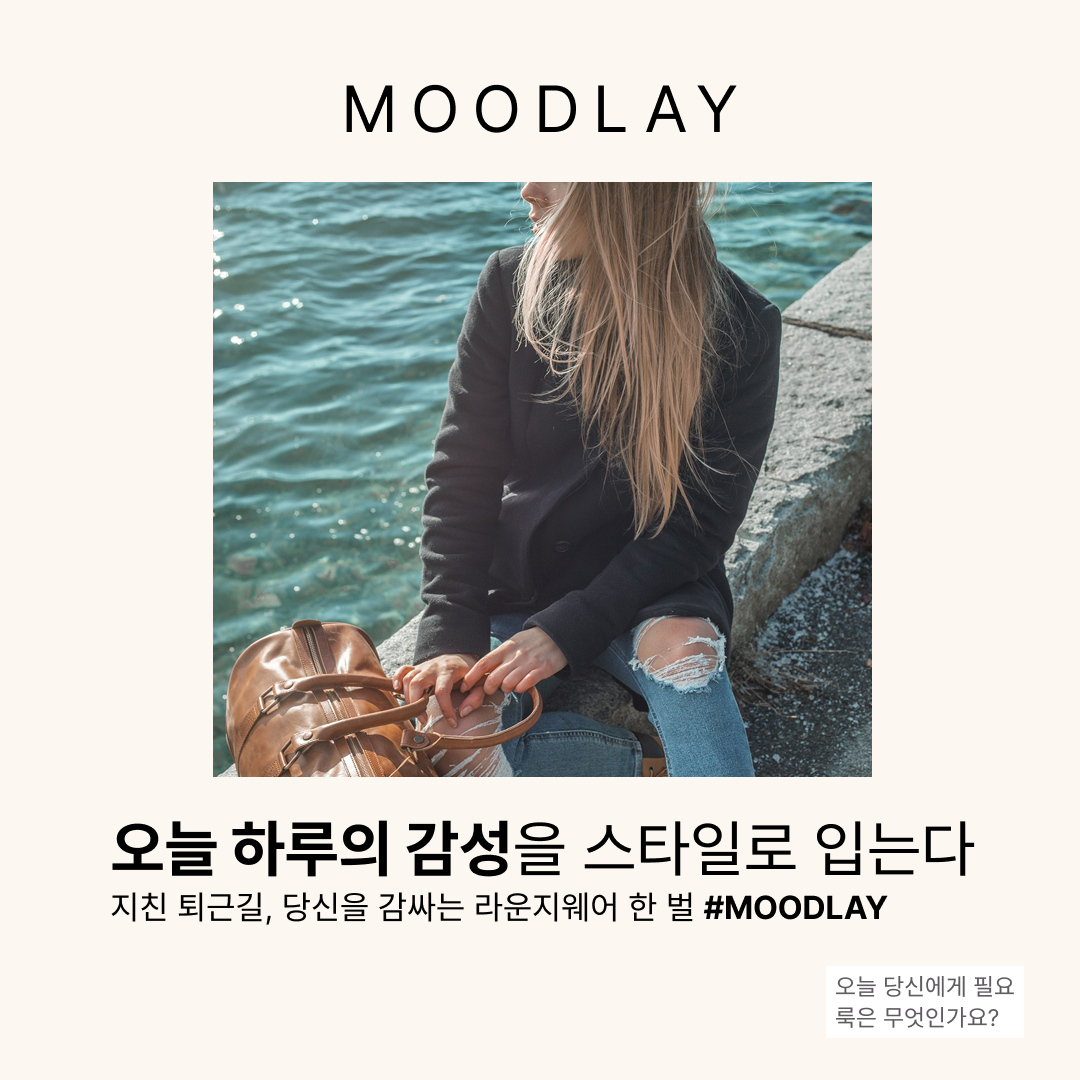 MOODLAY
오늘 하루의 감성을 스타일로 입는다
지친 퇴근길, 당신을 감싸는 라운지웨어 한 벌 #MOODLAY
오늘 당신에게 필요
룩은 무엇인가요?